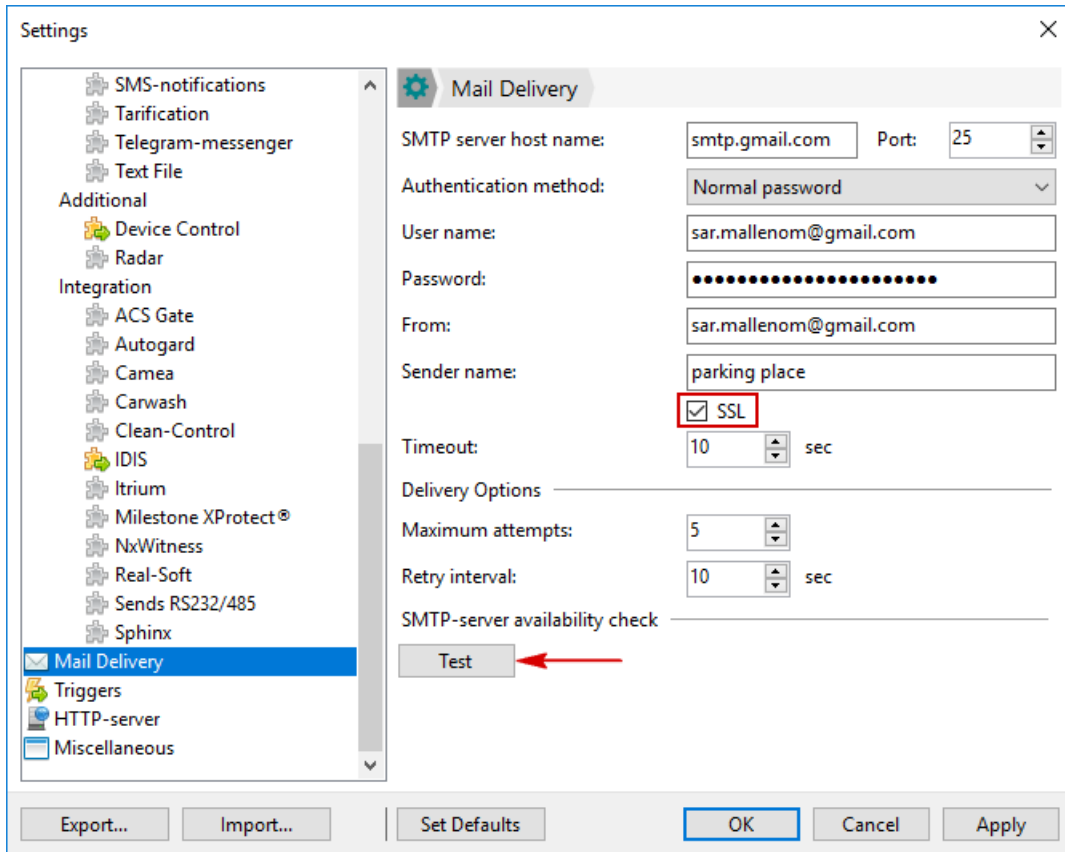 Settings
SMS-notifications
Tarification
Telegram-messenger
Text File
Additional
Device Control
Radar
Integration
ACS Gate
Autogard
Camea
Carwash
Clean-Control
IDIS
Itrium
Milestone XProtect®
NxWitness
Real-Soft
Sends RS232/485
Sphinx
Mail Delivery
Triggers
HTTP-server
Miscellaneous
Mail Delivery
SMTP server host name: smtp.gmail.com Port: 25
Authentication method: Normal password
User name: sar.mallenom@gmail.com
Password: ●●●●●●●●●●●●●●●●●●●●●●
From: sar.mallenom@gmail.com
Sender name: parking place
SSL
Timeout: 10 sec
Delivery Options
Maximum attempts: 5
Retry interval: 10 sec
SMTP-server availability check
Test
Export... Import... Set Defaults OK Cancel Apply